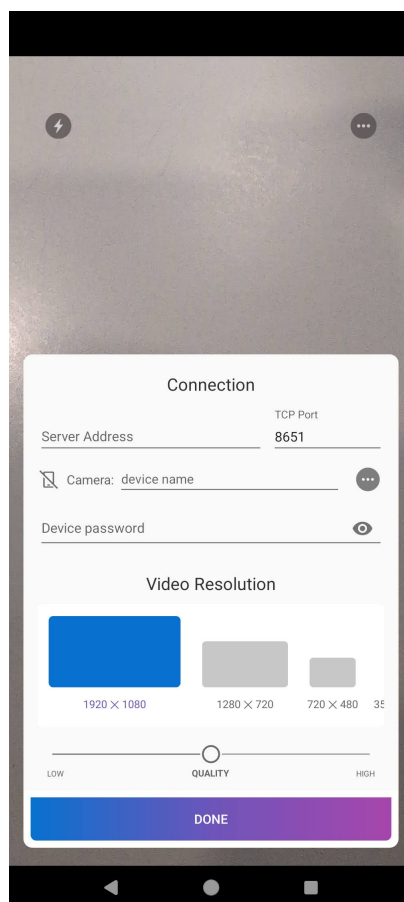 Connection
TCP Port
Server Address
8651
Camera: device name
Device password
Video Resolution
1920 × 1080
1280 × 720
720 × 480
35
LOW
QUALITY
HIGH
DONE